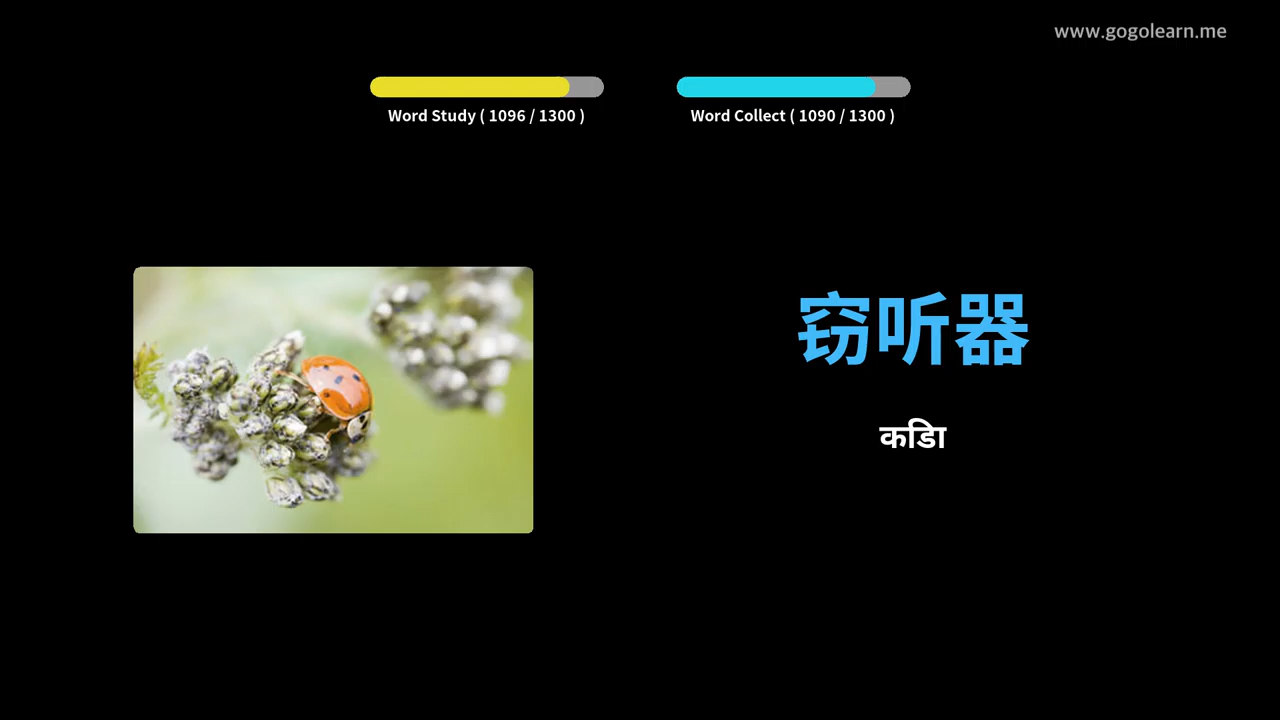 www.gogolearn.me
Word Study ( 1096 / 1300 )
Word Collect ( 1090 / 1300 )
窃听器
कडिा